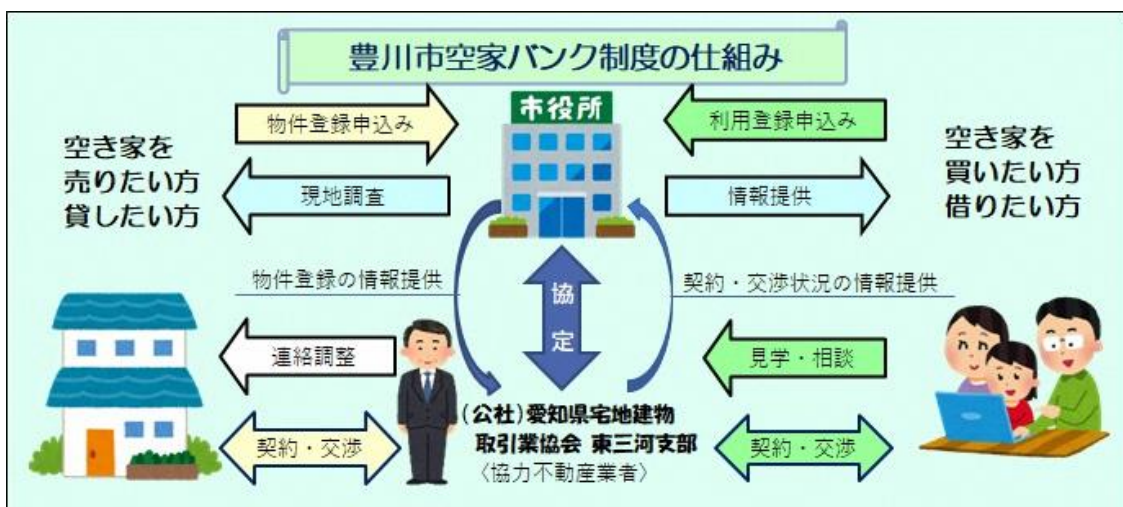 豊川市空家バンク制度の仕組み
市役所
物件登録申込み
利用登録申込み
空き家を
売りたい方
貸したい方
現地調査
情報提供
空き家を
買いたい方
借りたい方
物件登録の情報提供
協定
契約・交渉状況の情報提供
連絡調整
見学・相談
(公社)愛知県宅地建物
取引業協会 東三河支部
〈協力不動産業者〉
契約・交渉
契約・交渉